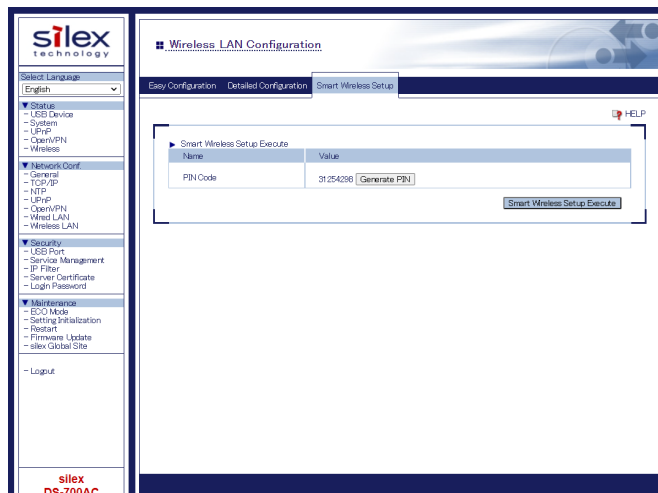 silex
technology
Select Language
English
▼ Status
- USB Device
- System
- UPnP
- OpenVPN
- Wireless
▼ Network Conf.
- General
- TCP/IP
- NTP
- UPnP
- OpenVPN
- Wired LAN
- Wireless LAN
▼ Security
- USB Port
- Service Management
- IP Filter
- Server Certificate
- Login Password
▼ Maintenance
- ECO Mode
- Setting Initialization
- Restart
- Firmware Update
- silex Global Site
- Logout
silex
DS-700AC
Wireless LAN Configuration
Easy Configuration Detailed Configuration Smart Wireless Setup
HELP
Smart Wireless Setup Execute
Name Value
PIN Code 31254298 Generate PIN
Smart Wireless Setup Execute